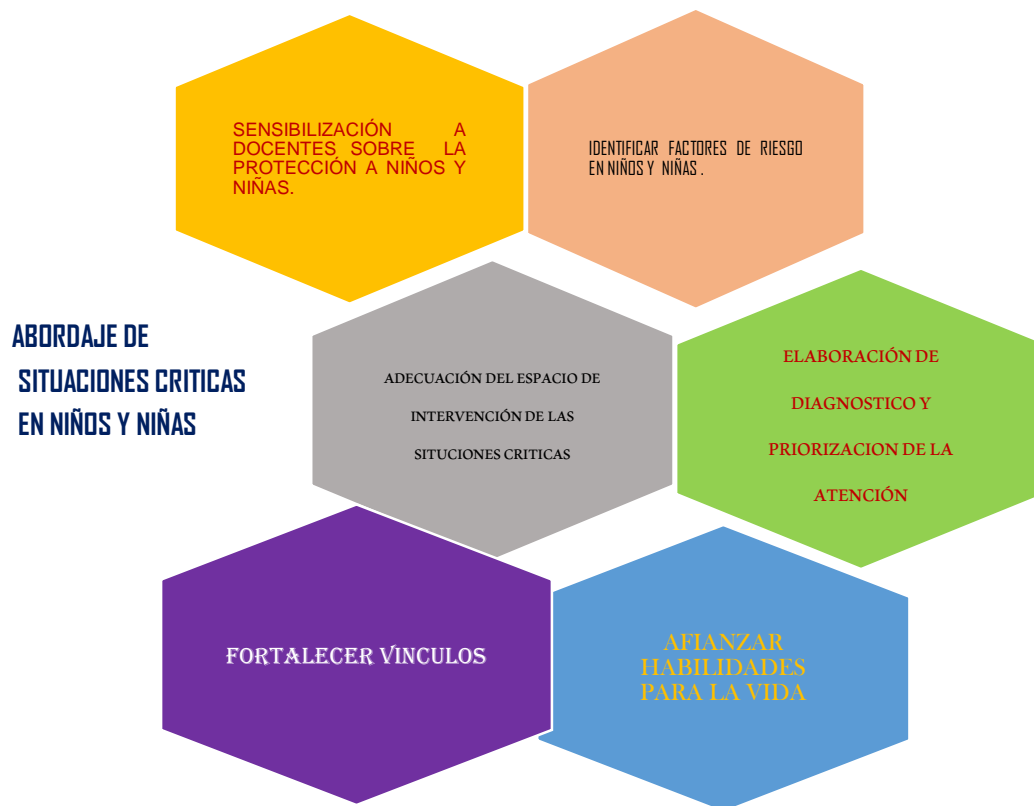 SENSIBILIZACIÓN A
DOCENTES SOBRE LA
PROTECCIÓN A NIÑOS Y
NIÑAS.
IDENTIFICAR FACTORES DE RIESGO
EN NIÑOS Y NIÑAS .
ABORDAJE DE
SITUACIONES CRITICAS
EN NIÑOS Y NIÑAS
ADECUACIÓN DEL ESPACIO DE
INTERVENCIÓN DE LAS
SITUCIONES CRITICAS
ELABORACIÓN DE
DIAGNOSTICO Y
PRIORIZACION DE LA
ATENCIÓN
FORTALECER VINCULOS
AFIANZAR
HABILIDADES
PARA LA VIDA